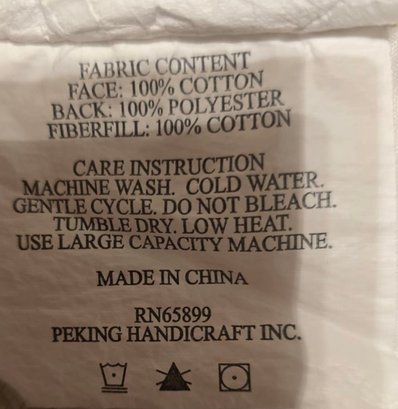 FABRIC CONTENT
FACE: 100% COTTON
BACK: 100% POLYESTER
FIBERFILL: 100% COTTON
CARE INSTRUCTION
MACHINE WASH. COLD WATER.
GENTLE CYCLE. DO NOT BLEACH.
TUMBLE DRY. LOW HEAT.
USE LARGE CAPACITY MACHINE.
MADE IN CHINA
RN65899
PEKING HANDICRAFT INC.